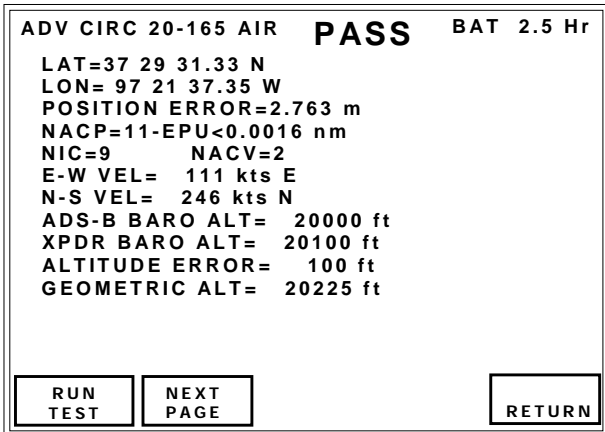 ADV CIRC 20-165 AIR PASS BAT 2.5 Hr
LAT=37 29 31.33 N
LON= 97 21 37.35 W
POSITION ERROR=2.763 m
NACP=11-EPU<0.0016 nm
NIC=9 NACV=2
E-W VEL= 111 kts E
N-S VEL= 246 kts N
ADS-B BARO ALT= 20000 ft
XPDR BARO ALT= 20100 ft
ALTITUDE ERROR= 100 ft
GEOMETRIC ALT= 20225 ft
RUN
TEST
NEXT
PAGE
RETURN